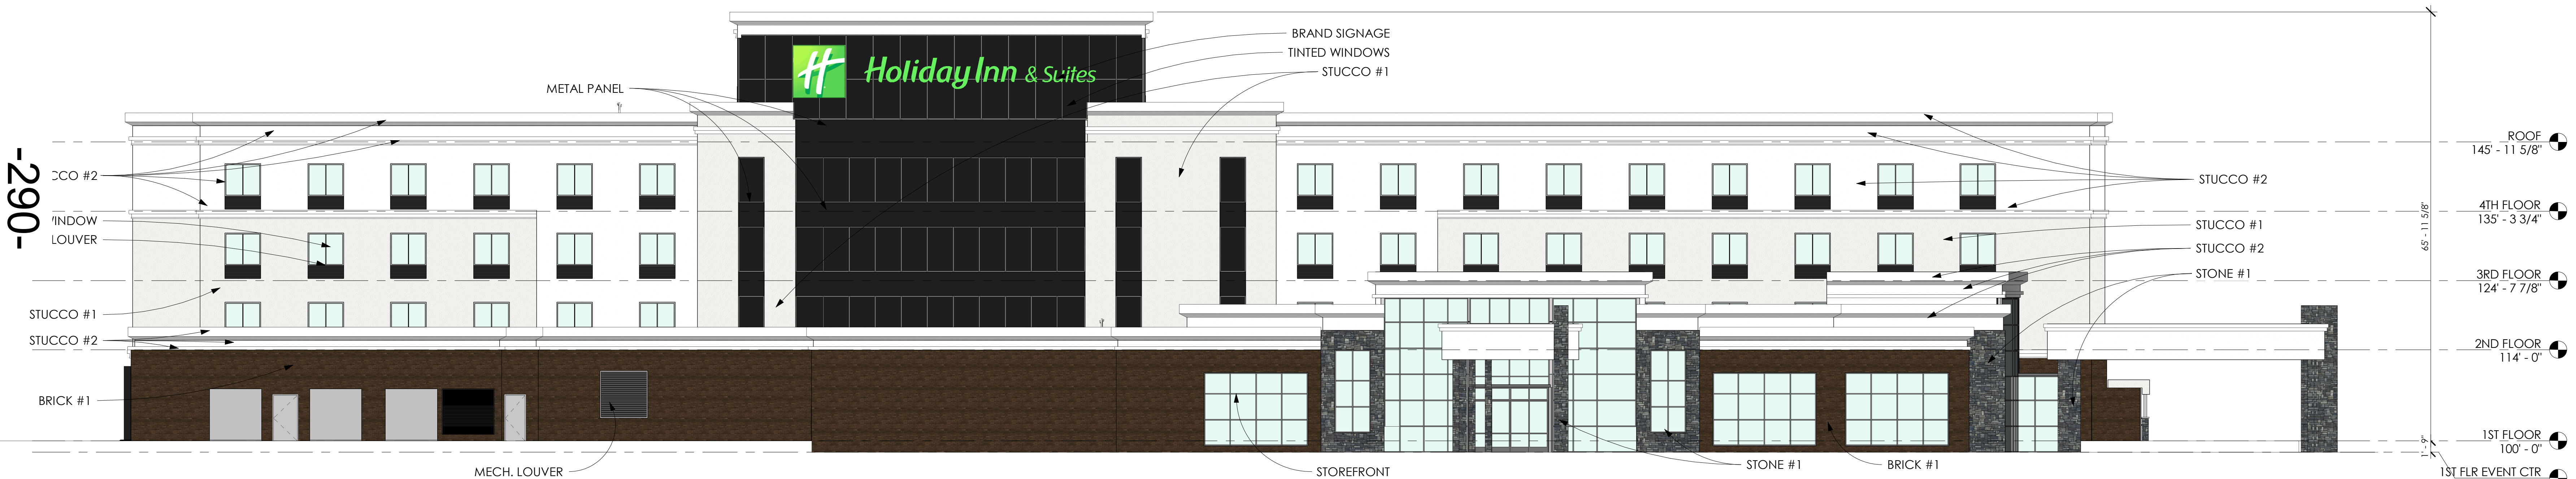 BRAND SIGNAGE
TINTED WINDOWS
STUCCO #1
METAL PANEL
H Holiday Inn & Suites
-290-
CCO #2
INDOW
LOUVER
STUCCO #1
STUCCO #2
BRICK #1
MECH. LOUVER
STOREFRONT
STONE #1
BRICK #1
STUCCO #2
STUCCO #1
STUCCO #2
STONE #1
65' - 11 5/8"
1' - 9"
ROOF
145' - 11 5/8"
4TH FLOOR
135' - 3 3/4"
3RD FLOOR
124' - 7 7/8"
2ND FLOOR
114' - 0"
1ST FLOOR
100' - 0"
1ST FLR EVENT CTR